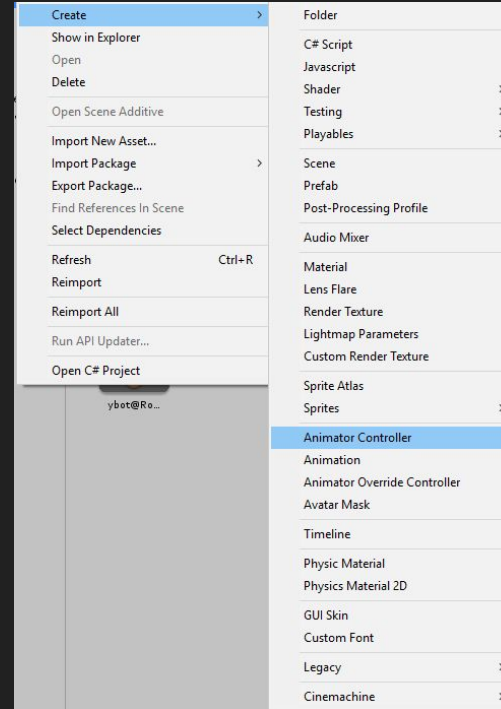 Create
Show in Explorer
Open
Delete
Open Scene Additive
Import New Asset...
Import Package
Export Package...
Find References In Scene
Select Dependencies
Refresh Ctrl+R
Reimport
Reimport All
Run API Updater...
Open C# Project
ybot@Ro...
Folder
C# Script
Javascript
Shader
Testing
Playables
Scene
Prefab
Post-Processing Profile
Audio Mixer
Material
Lens Flare
Render Texture
Lightmap Parameters
Custom Render Texture
Sprite Atlas
Sprites
Animator Controller
Animation
Animator Override Controller
Avatar Mask
Timeline
Physic Material
Physics Material 2D
GUI Skin
Custom Font
Legacy
Cinemachine